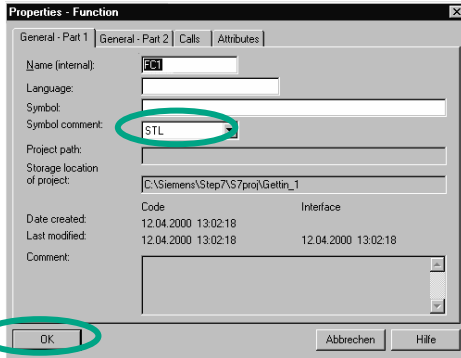 Properties - Function
General - Part 1 General - Part 2 Calls Attributes
Name (internal): FC1
Language:
Symbol:
Symbol comment: STL
Project path:
Storage location
of project: C:\Siemens\Step7\S7proj\Gettin_1
Code Interface
Date created: 12.04.2000 13:02:18
Last modified: 12.04.2000 13:02:18 12.04.2000 13:02:18
Comment:
OK Abbrechen Hilfe